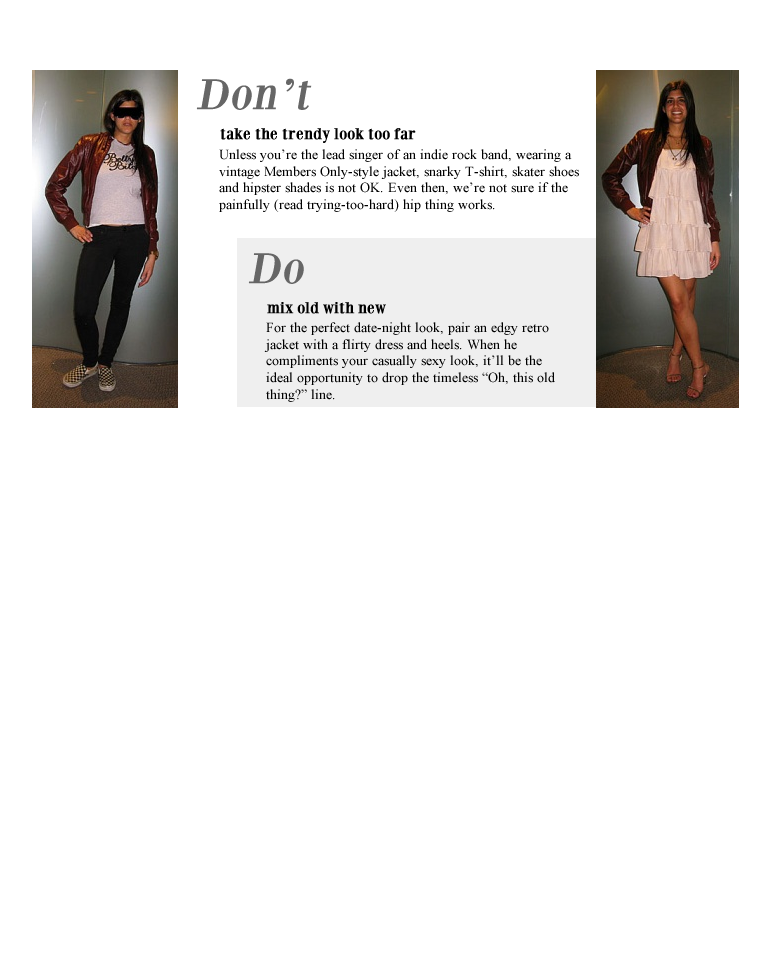 Don't
take the trendy look too far
Unless you're the lead singer of an indie rock band, wearing a
vintage Members Only-style jacket, snarky T-shirt, skater shoes
and hipster shades is not OK. Even then, we're not sure if the
painfully (read trying-too-hard) hip thing works.
Do
mix old with new
For the perfect date-night look, pair an edgy retro
jacket with a flirty dress and heels. When he
compliments your casually sexy look, it'll be the
ideal opportunity to drop the timeless “Oh, this old
thing?” line.